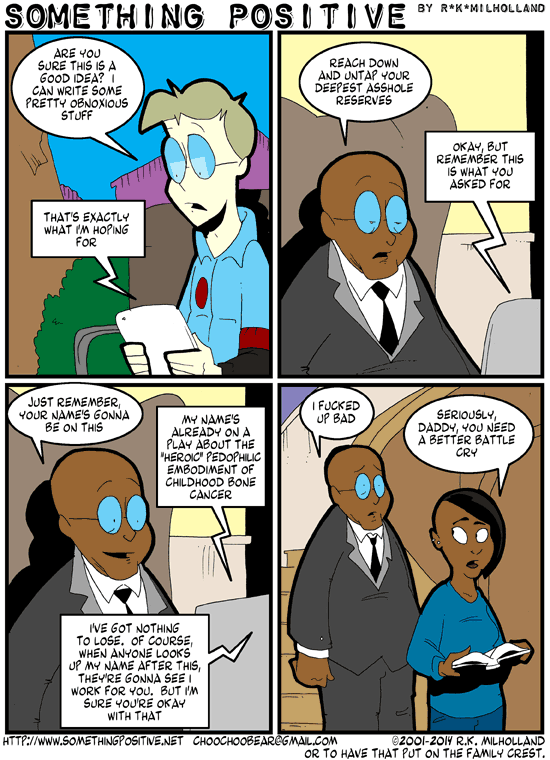 SOMETHING POSITIVE BY R*K*MILHOLLAND
ARE YOU
SURE THIS IS A
GOOD IDEA? I
CAN WRITE SOME
PRETTY OBNOXIOUS
STUFF
THAT'S EXACTLY
WHAT I'M HOPING
FOR
REACH DOWN
AND UNTAP YOUR
DEEPEST ASSHOLE
RESERVES
OKAY, BUT
REMEMBER THIS
IS WHAT YOU
ASKED FOR
JUST REMEMBER,
YOUR NAME'S GONNA
BE ON THIS
MY NAME'S
ALREADY ON A
PLAY ABOUT THE
"HEROIC" PEDOPHILIC
EMBODIMENT OF
CHILDHOOD BONE
CANCER
I'VE GOT NOTHING
TO LOSE. OF COURSE,
WHEN ANYONE LOOKS
UP MY NAME AFTER THIS,
THEY'RE GONNA SEE I
WORK FOR YOU. BUT I'M
SURE YOU'RE OKAY
WITH THAT
I FUCKED
UP BAD
SERIOUSLY,
DADDY, YOU NEED
A BETTER BATTLE
CRY
HTTP://WWW.SOMETHINGPOSITIVE.NET CHOOCHOOBEAR@GMAIL.COM ©2001-2014 R.K. MILHOLLAND
OR TO HAVE THAT PUT ON THE FAMILY CREST.